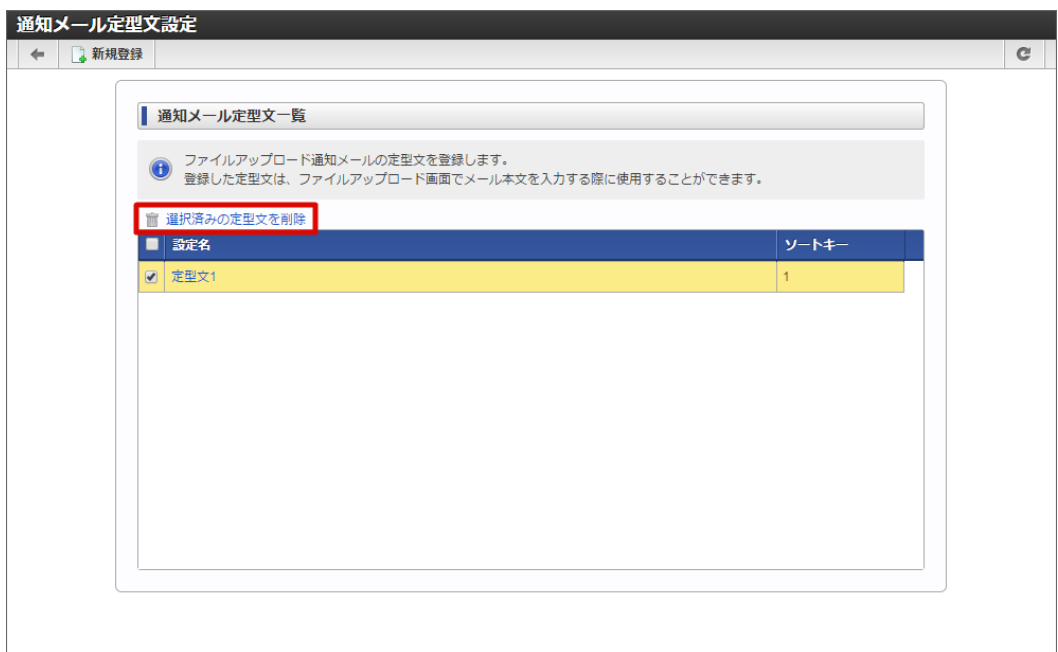 通知メール定型文設定
新規登録
通知メール定型文一覧
ファイルアップロード通知メールの定型文を登録します。
登録した定型文は、ファイルアップロード画面でメール本文を入力する際に使用することができます。
選択済みの定型文を削除
設定名 ソートキー
定型文1 1